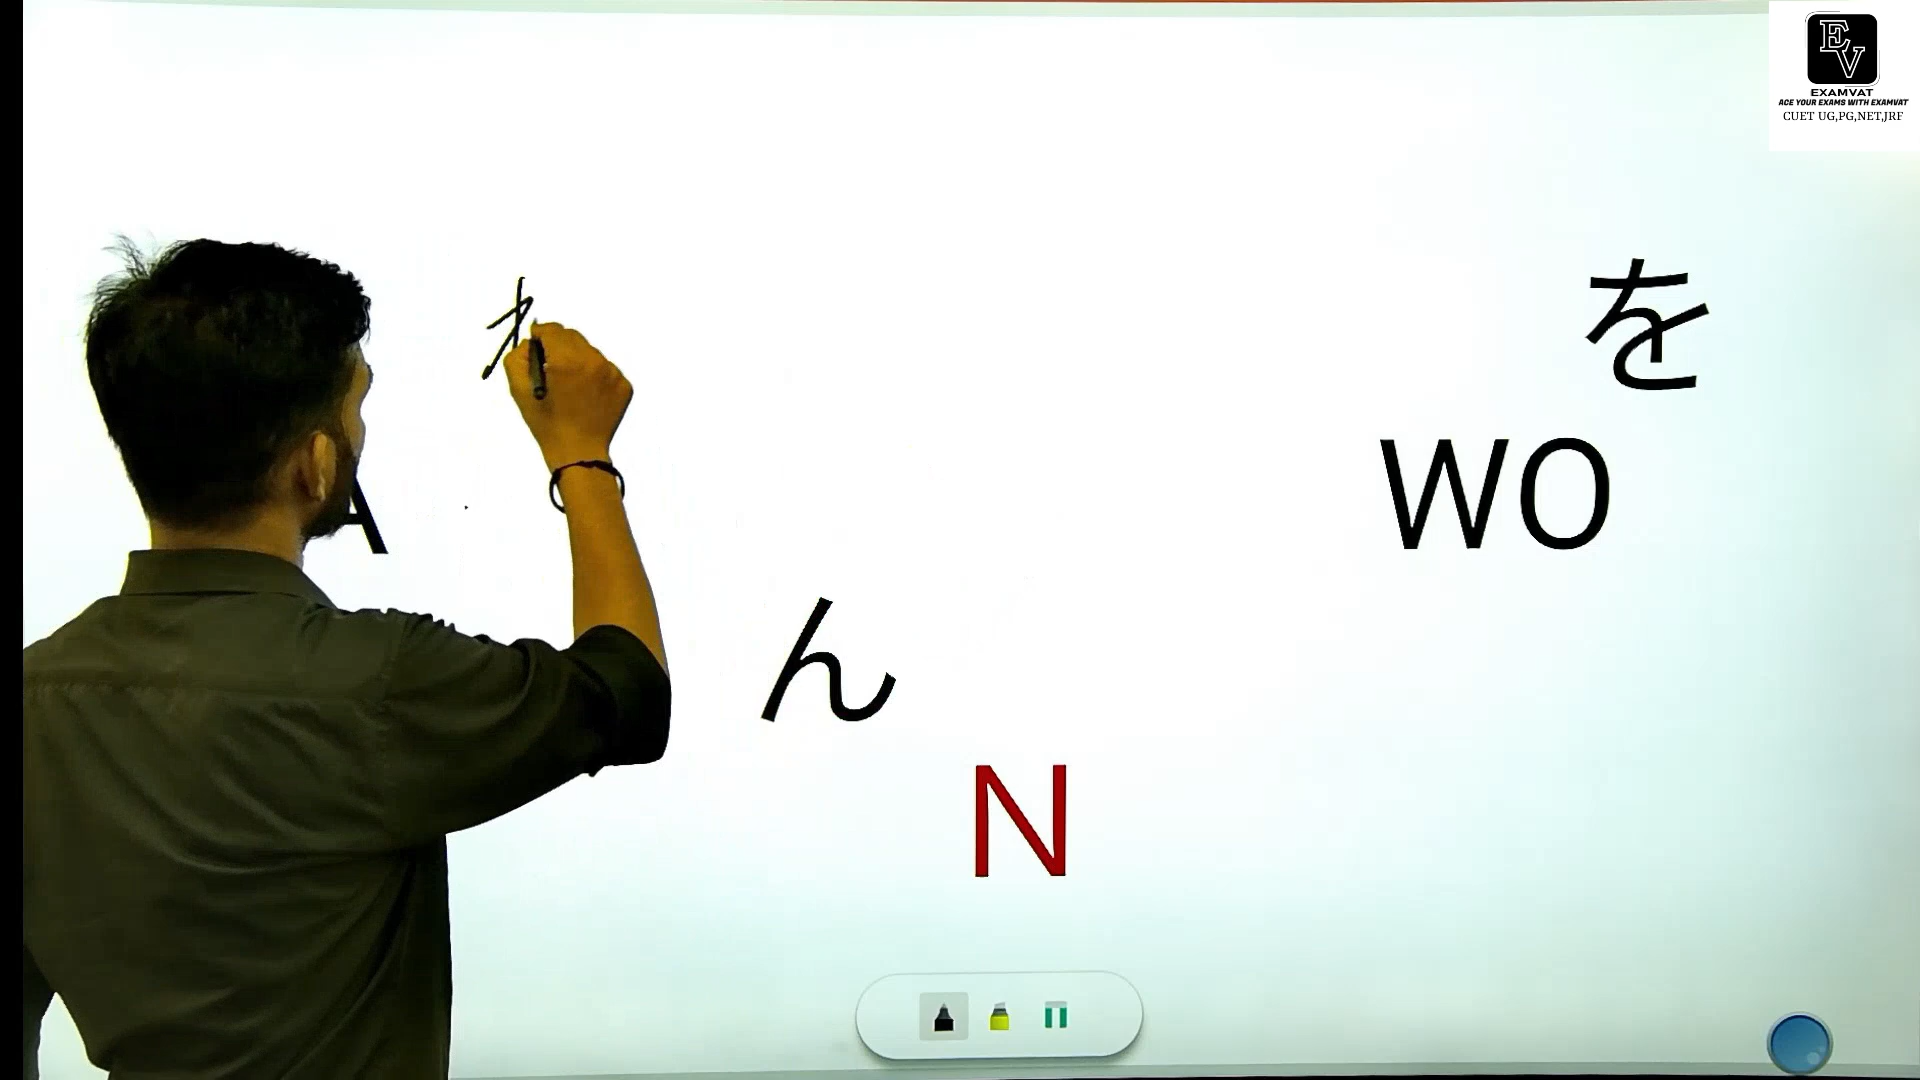 EV
EXAMVAT
ACE YOUR EXAMS WITH EXAMVAT
CUET UG,PG,NET,JRF
を
A
WO
ん
N